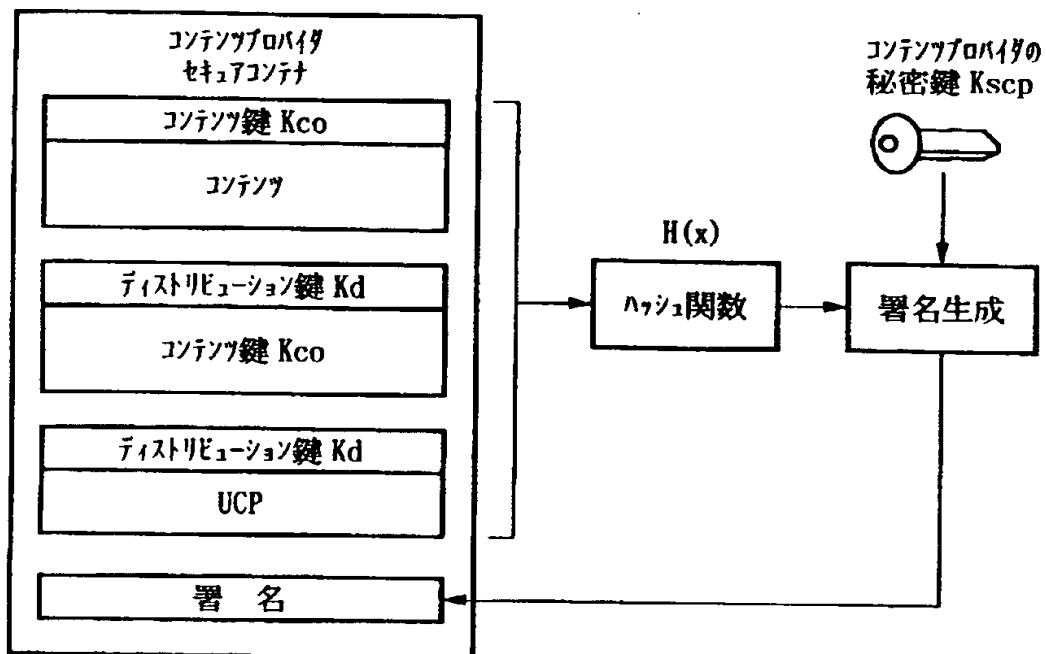 コンテンツプロバイダ
セキュアコンテナ
コンテンツ鍵 Kco
コンテンツ
ディストリビューション鍵 Kd
コンテンツ鍵 Kco
ディストリビューション鍵 Kd
UCP
署 名
H(x)
ハッシュ関数
コンテンツプロバイダの
秘密鍵 Kscp
署名生成